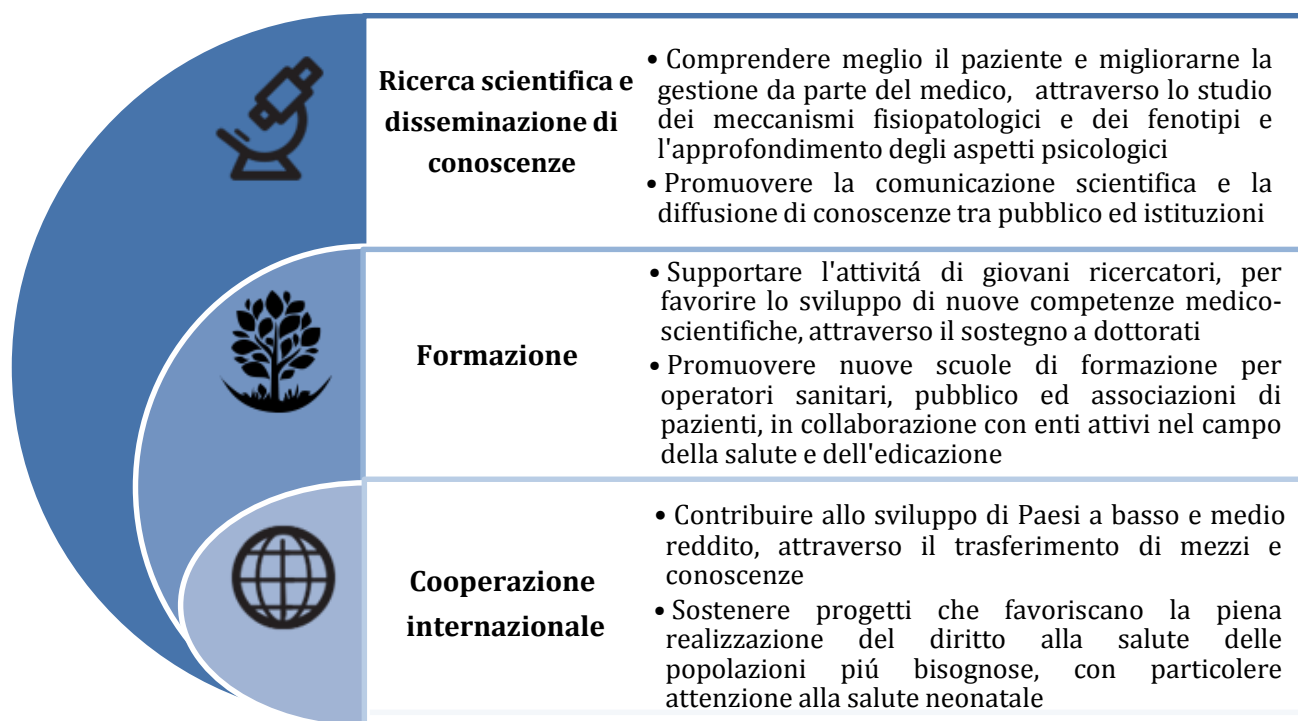 Ricerca scientifica e
disseminazione di
conoscenze
• Comprendere meglio il paziente e migliorarne la
gestione da parte del medico, attraverso lo studio
dei meccanismi fisiopatologici e dei fenotipi e
l'approfondimento degli aspetti psicologici
• Promuovere la comunicazione scientifica e la
diffusione di conoscenze tra pubblico ed istituzioni
Formazione
• Supportare l'attivitá di giovani ricercatori, per
favorire lo sviluppo di nuove competenze medico-
scientifiche, attraverso il sostegno a dottorati
• Promuovere nuove scuole di formazione per
operatori sanitari, pubblico ed associazioni di
pazienti, in collaborazione con enti attivi nel campo
della salute e dell'edicazione
Cooperazione
internazionale
• Contribuire allo sviluppo di Paesi a basso e medio
reddito, attraverso il trasferimento di mezzi e
conoscenze
• Sostenere progetti che favoriscano la piena
realizzazione del diritto alla salute delle
popolazioni piú bisognose, con particolere
attenzione alla salute neonatale